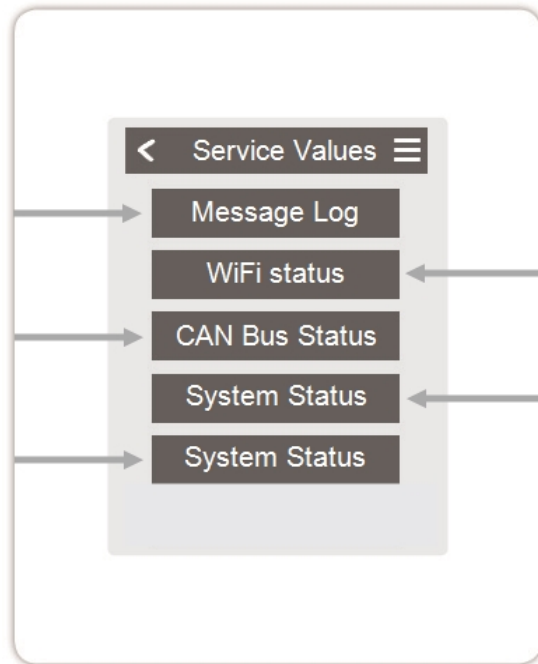 Service Values
Message Log
WiFi status
CAN Bus Status
System Status
System Status